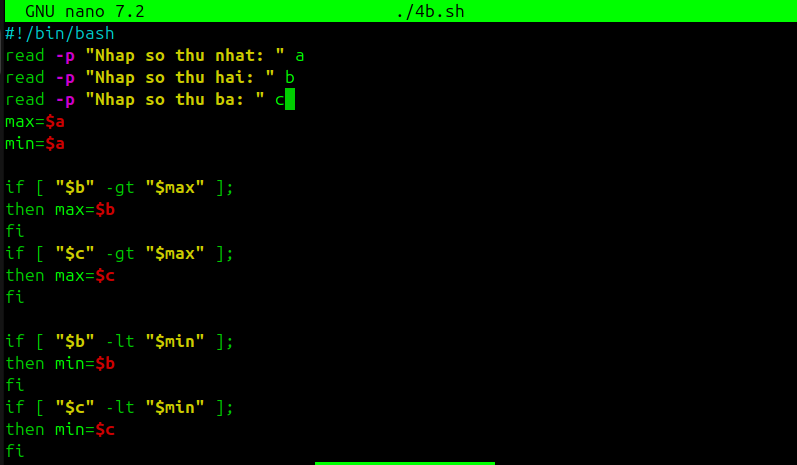 GNU nano 7.2 ./4b.sh
#!/bin/bash
read -p "Nhap so thu nhat: " a
read -p "Nhap so thu hai: " b
read -p "Nhap so thu ba: " c
max=$a
min=$a
if [ "$b" -gt "$max" ];
then max=$b
fi
if [ "$c" -gt "$max" ];
then max=$c
fi
if [ "$b" -lt "$min" ];
then min=$b
fi
if [ "$c" -lt "$min" ];
then min=$c
fi